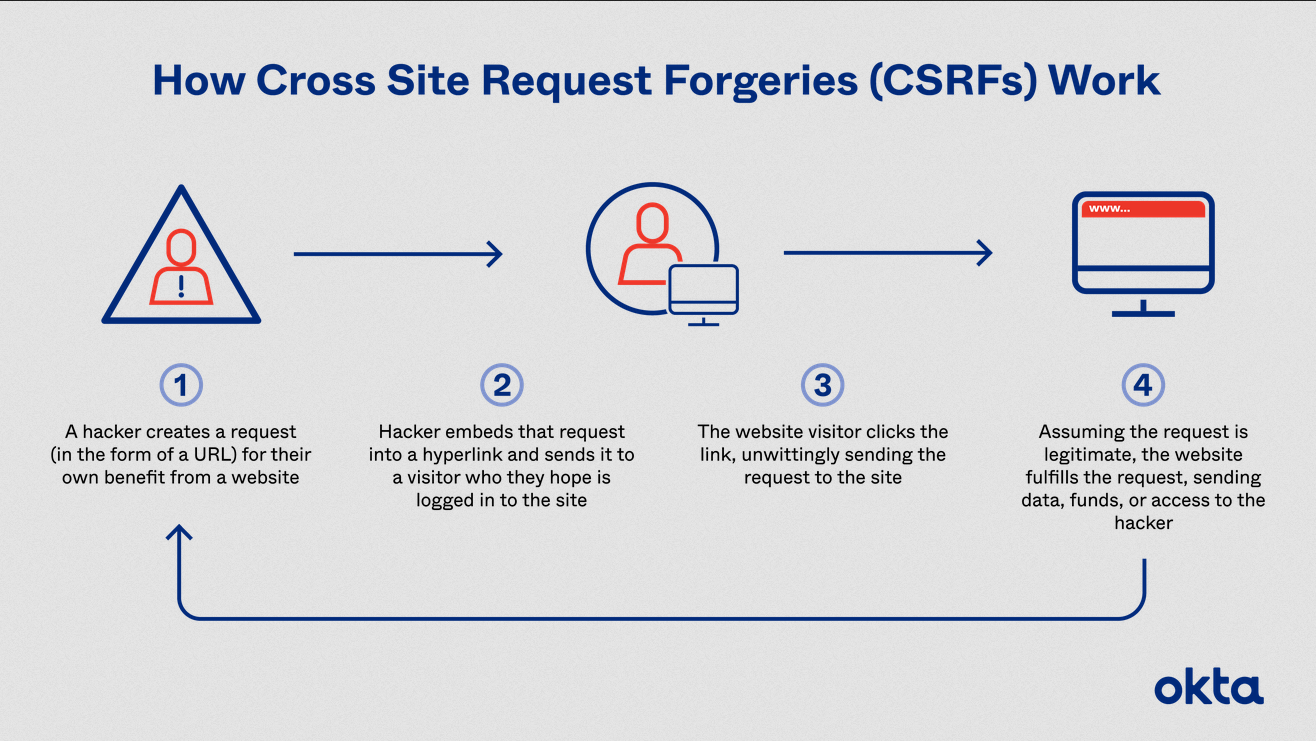 How Cross Site Request Forgeries (CSRFs) Work
www...
1
A hacker creates a request
(in the form of a URL) for their
own benefit from a website
2
Hacker embeds that request
into a hyperlink and sends it to
a visitor who they hope is
logged in to the site
3
The website visitor clicks the
link, unwittingly sending the
request to the site
4
Assuming the request is
legitimate, the website
fulfills the request, sending
data, funds, or access to the
hacker
!
okta